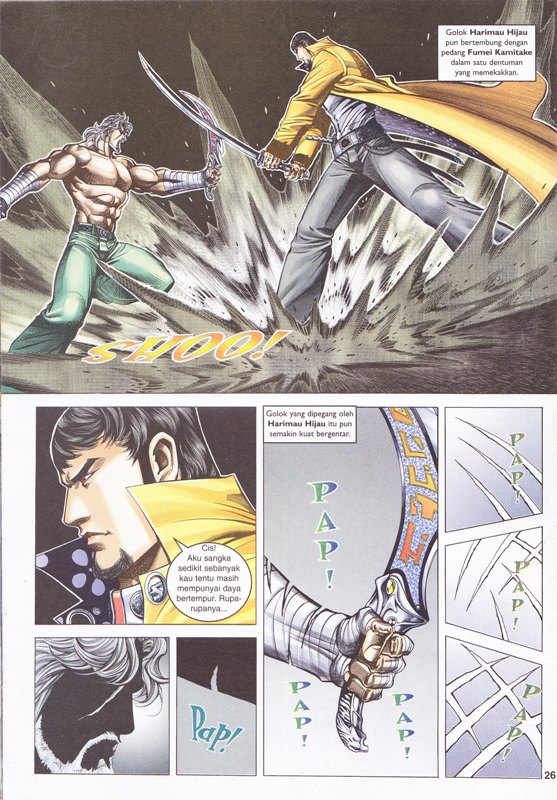 Golok Harimau Hijau
pun bertembung dengan
pedang Fumei Kamitake
dalam satu dentuman
yang memekakkan.
SHOO!
Cis!
Aku sangka
sedikit sebanyak
kau tentu masih
mempunyai daya
bertempur. Rupa-
rupanya...
Pap!
Golok yang dipegang oleh
Harimau Hijau itu pun
semakin kuat bergentar.
PAP!
PAP!
PAP!
PAP!
PAP!
PAP!
PAP!
26